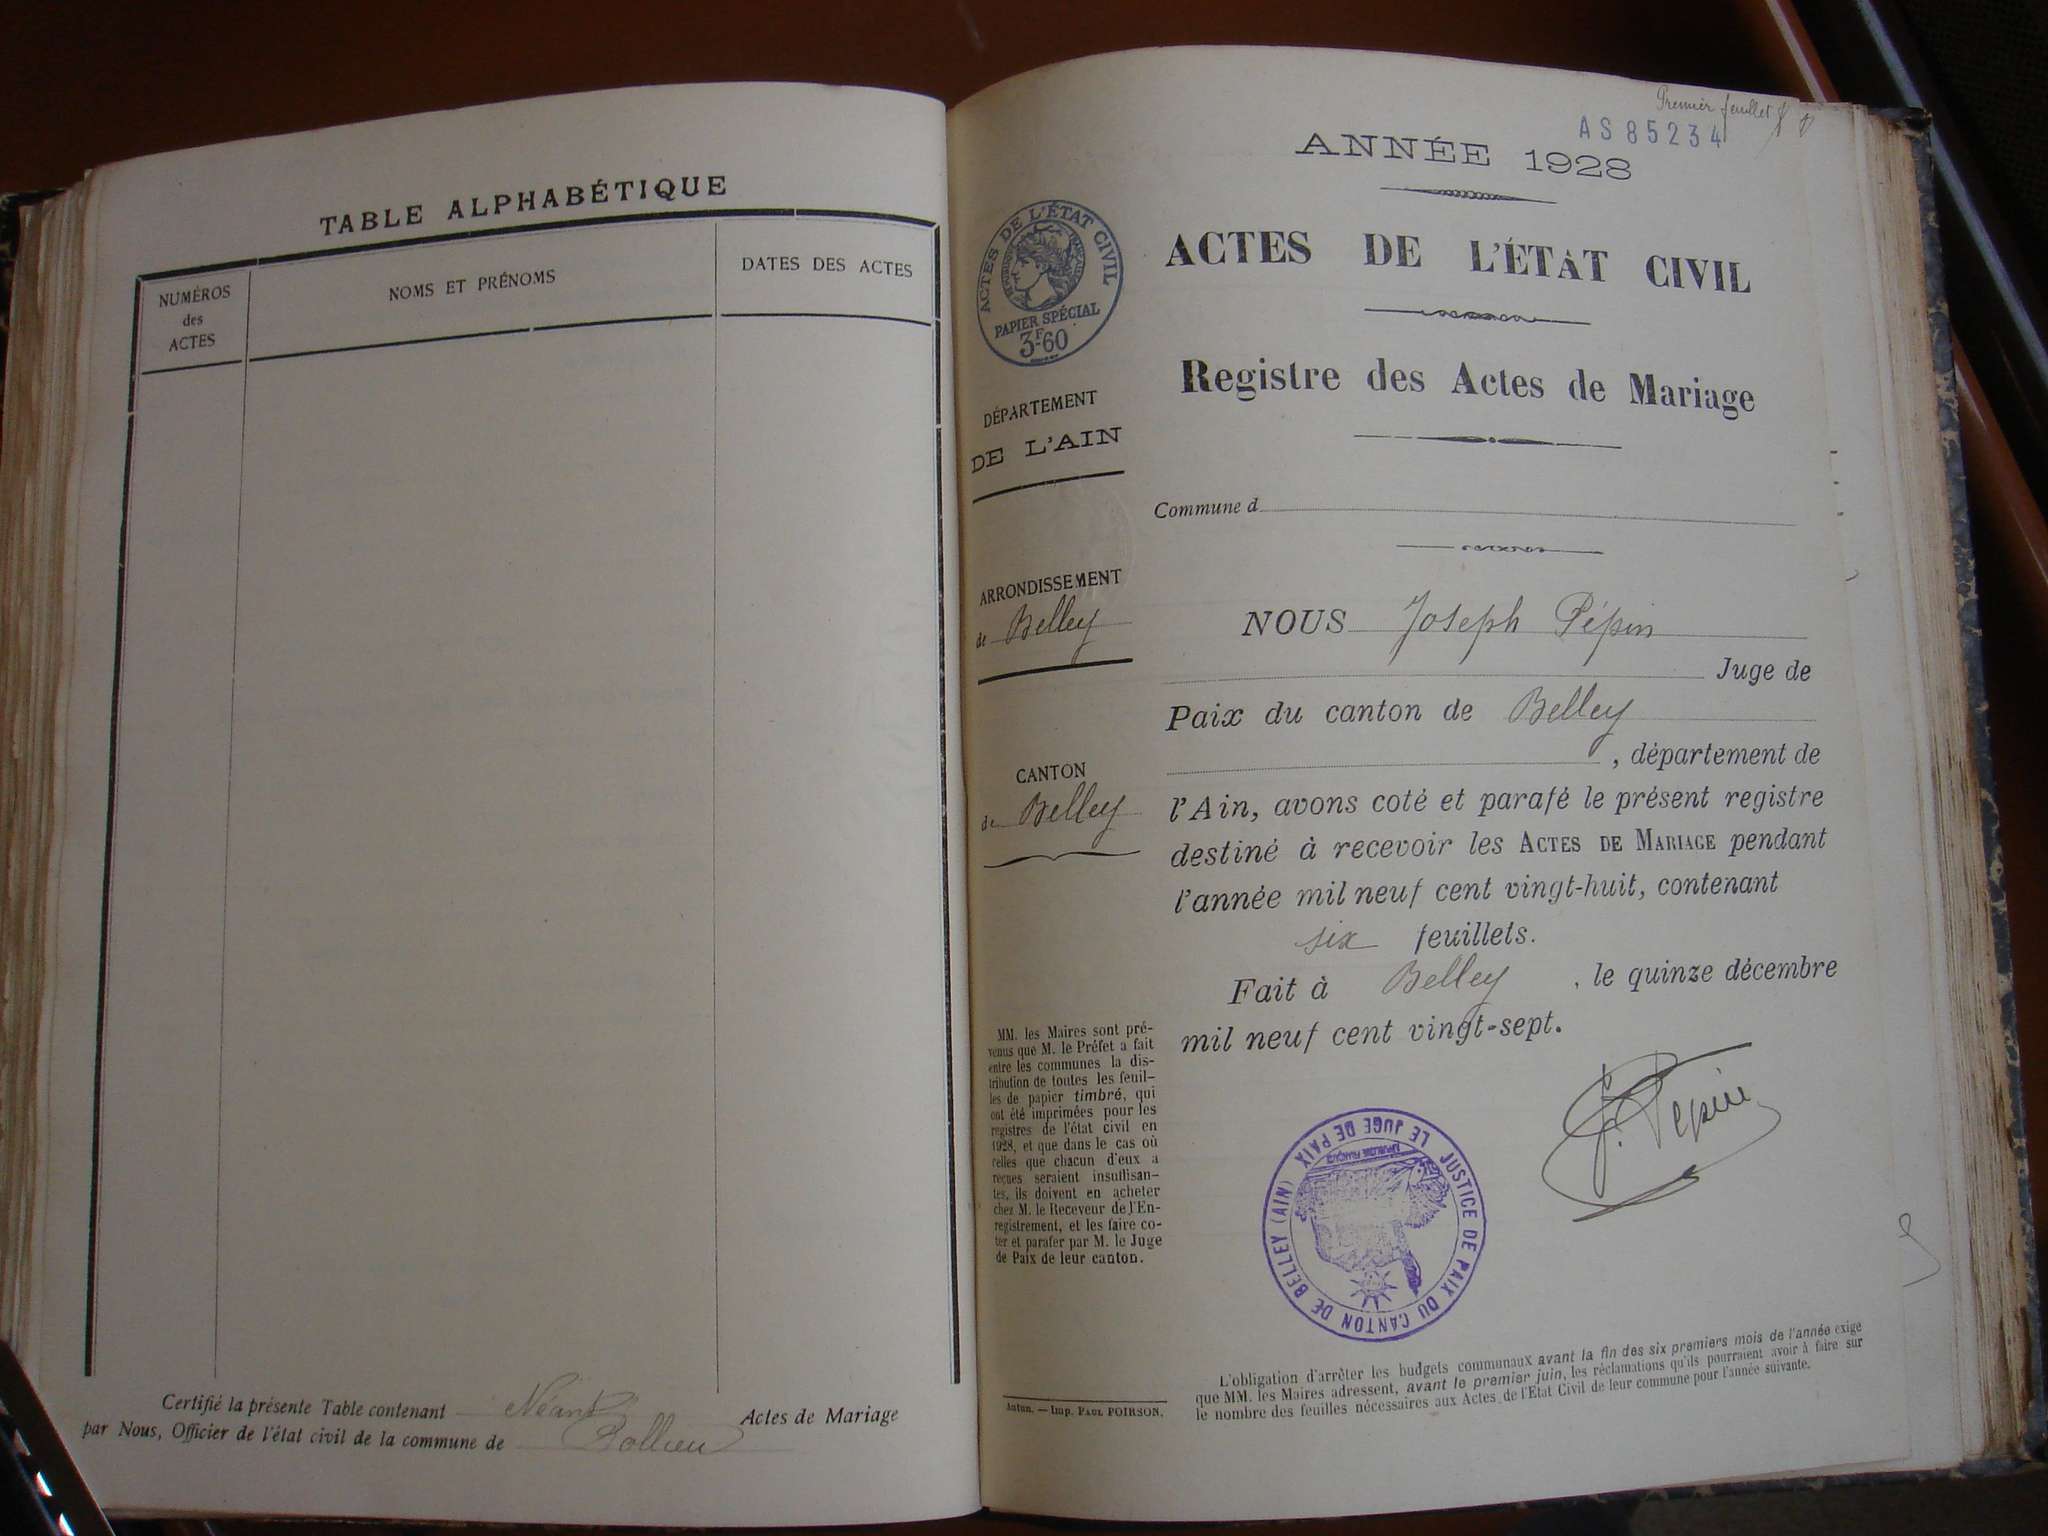 TABLE ALPHABÉTIQUE
NUMÉROS
des
ACTES
NOMS ET PRÉNOMS
DATES DES ACTES
Certifié la présente Table contenant Néant Actes de Mariage
par Nous, Officier de l'état civil de la commune de Pollieu
Premier feuillet
AS85234
ANNÉE 1928
ACTES DE L'ÉTAT CIVIL
PAPIER SPÉCIAL
3F.60
ACTES DE L'ÉTAT CIVIL
Registre des Actes de Mariage
DÉPARTEMENT
DE L'AIN
ARRONDISSEMENT
de Belley
CANTON
de Belley
MM. les Maires sont pré-
venus que M. le Préfet a fait
entre les communes la dis-
tribution de toutes les feuil-
les de papier timbré, qui
ont été imprimées pour les
registres de l'état civil en
1928, et que dans le cas où
celles que chacun d'eux a
reçues seraient insuffisan-
tes, ils doivent en acheter
chez M. le Receveur de l'En-
registrement, et les faire co-
ter et parafer par M. le Juge
de Paix de leur canton.
Autun. — Imp. PAUL POIRSON.
Commune d
NOUS Joseph Pépin
Juge de
Paix du canton de Belley
, département de
l'Ain, avons coté et parafé le présent registre
destiné à recevoir les ACTES DE MARIAGE pendant
l'année mil neuf cent vingt-huit, contenant
six feuillets.
Fait à Belley, le quinze décembre
mil neuf cent vingt-sept.
J. Pépin
JUSTICE DE PAIX DU CANTON DE BELLEY (AIN)
LE JUGE DE PAIX
RÉPUBLIQUE FRANÇAISE
L'obligation d'arrêter les budgets communaux avant la fin des six premiers mois de l'année exige
que MM. les Maires adressent, avant le premier juin, les réclamations qu'ils pourraient avoir à faire sur
le nombre des feuilles nécessaires aux Actes de l'Etat Civil de leur commune pour l'année suivante.